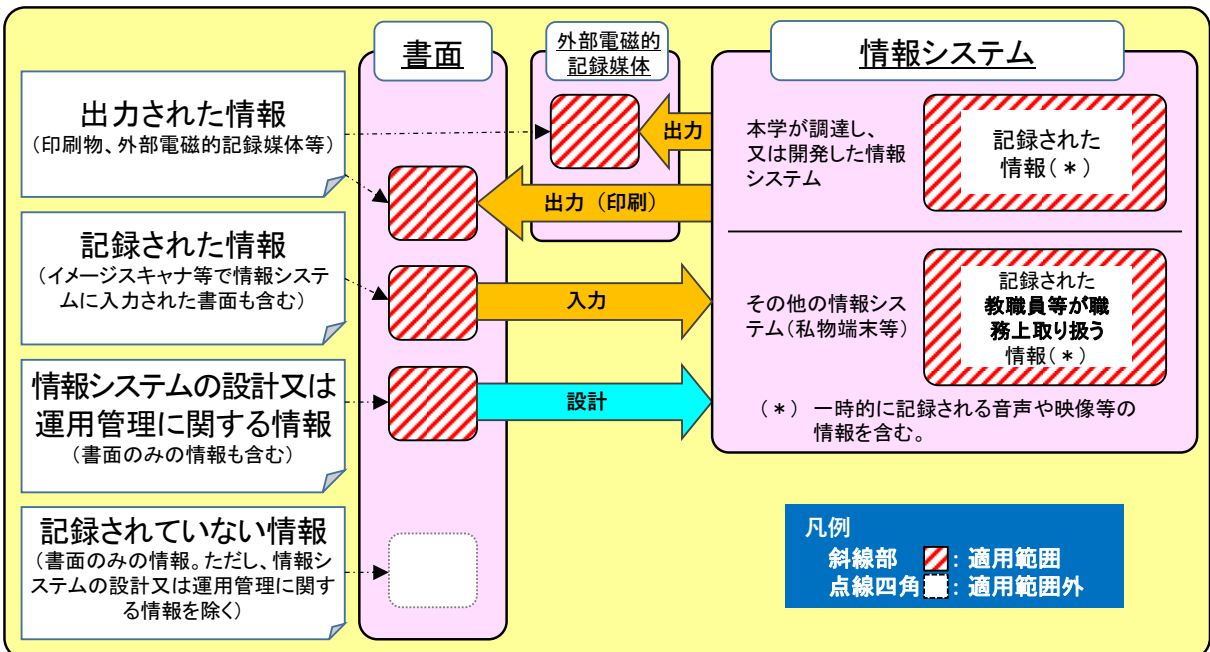 書面
外部電磁的
記録媒体
情報システム
出力された情報
(印刷物、外部電磁的記録媒体等)
記録された情報
(イメージスキャナ等で情報システ
ムに入力された書面も含む)
情報システムの設計又は
運用管理に関する情報
(書面のみの情報も含む)
記録されていない情報
(書面のみの情報。ただし、情報シ
ステムの設計又は運用管理に関す
る情報を除く)
出力
出力（印刷）
入力
設計
本学が調達し、
又は開発した情報
システム
記録された
情報(*)
その他の情報シス
テム(私物端末等)
記録された
教職員等が職
務上取り扱う
情報(*)
(*) 一時的に記録される音声や映像等の
情報を含む。
凡例
斜線部 : 適用範囲
点線四角 : 適用範囲外